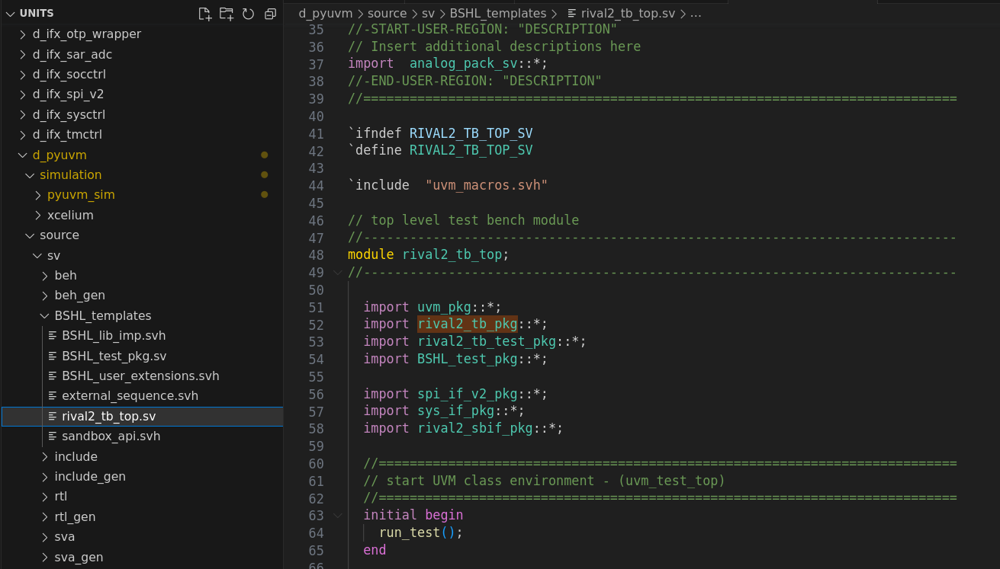 UNITS
d_ifx_otp_wrapper
d_ifx_sar_adc
d_ifx_socctrl
d_ifx_spi_v2
d_ifx_sysctrl
d_ifx_tmctrl
d_pyuvm
simulation
pyuvm_sim
xcelium
source
sv
beh
beh_gen
BSHL_templates
BSHL_lib_imp.svh
BSHL_test_pkg.sv
BSHL_user_extensions.svh
external_sequence.svh
rival2_tb_top.sv
sandbox_api.svh
include
include_gen
rtl
rtl_gen
sva
sva_gen
d_pyuvm > source > sv > BSHL_templates > rival2_tb_top.sv > ...
35 //-START-USER-REGION: "DESCRIPTION"
36 // Insert additional descriptions here
37 import  analog_pack_sv::*;
38 //-END-USER-REGION: "DESCRIPTION"
39 //=============================================================================
40
41 `ifndef RIVAL2_TB_TOP_SV
42 `define RIVAL2_TB_TOP_SV
43
44 `include  "uvm_macros.svh"
45
46 // top level test bench module
47 //-----------------------------------------------------------------------------
48 module rival2_tb_top;
49 //-----------------------------------------------------------------------------
50
51   import uvm_pkg::*;
52   import rival2_tb_pkg::*;
53   import rival2_tb_test_pkg::*;
54   import BSHL_test_pkg::*;
55
56   import spi_if_v2_pkg::*;
57   import sys_if_pkg::*;
58   import rival2_sbif_pkg::*;
59
60   //===========================================================================
61   // start UVM class environment - (uvm_test_top)
62   //===========================================================================
63   initial begin
64     run_test();
65   end
66